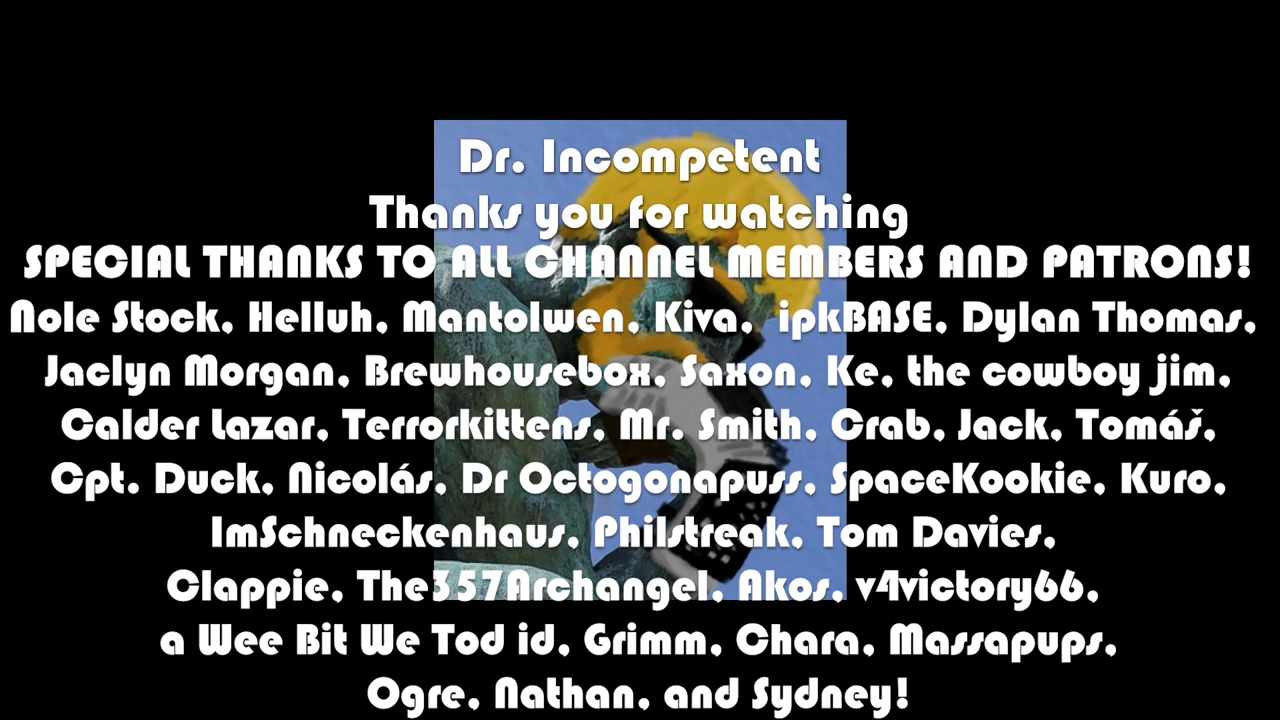 Dr. Incompetent
Thanks you for watching
SPECIAL THANKS TO ALL CHANNEL MEMBERS AND PATRONS!
Nole Stock, Helluh, Mantolwen, Kiva, ipkBASE, Dylan Thomas,
Jaclyn Morgan, Brewhousebox, Saxon, Ke, the cowboy jim,
Calder Lazar, Terrorkittens, Mr. Smith, Crab, Jack, Tomáš,
Cpt. Duck, Nicolás, Dr Octogonapuss, SpaceKookie, Kuro,
ImSchneckenhaus, Philstreak, Tom Davies,
Clappie, The357Archangel, Akos, v4victory66,
a Wee Bit We Tod id, Grimm, Chara, Massapups,
Ogre, Nathan, and Sydney!